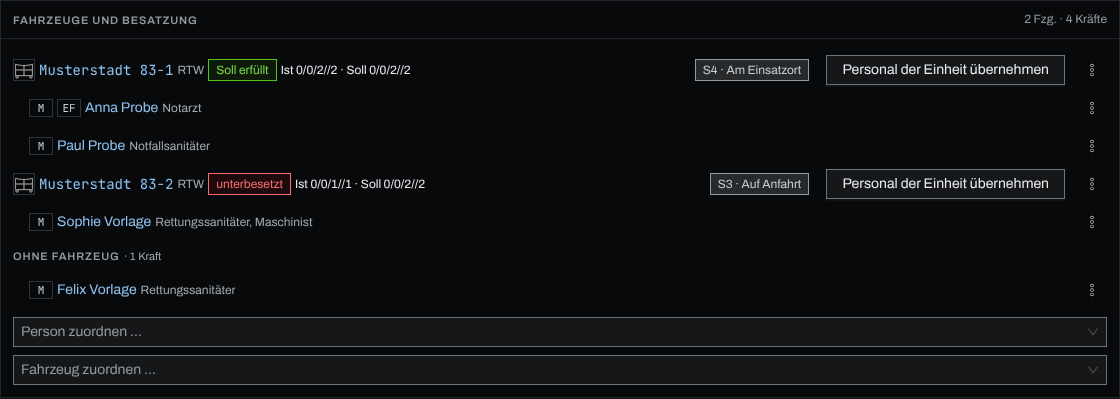 FAHRZEUGE UND BESATZUNG 2 Fzg. · 4 Kräfte
Musterstadt 83-1 RTW Soll erfüllt Ist 0/0/2//2 · Soll 0/0/2//2 S4 · Am Einsatzort Personal der Einheit übernehmen
M EF Anna Probe Notarzt
M Paul Probe Notfallsanitäter
Musterstadt 83-2 RTW unterbesetzt Ist 0/0/1//1 · Soll 0/0/2//2 S3 · Auf Anfahrt Personal der Einheit übernehmen
M Sophie Vorlage Rettungssanitäter, Maschinist
OHNE FAHRZEUG · 1 Kraft
M Felix Vorlage Rettungssanitäter
Person zuordnen ...
Fahrzeug zuordnen ...